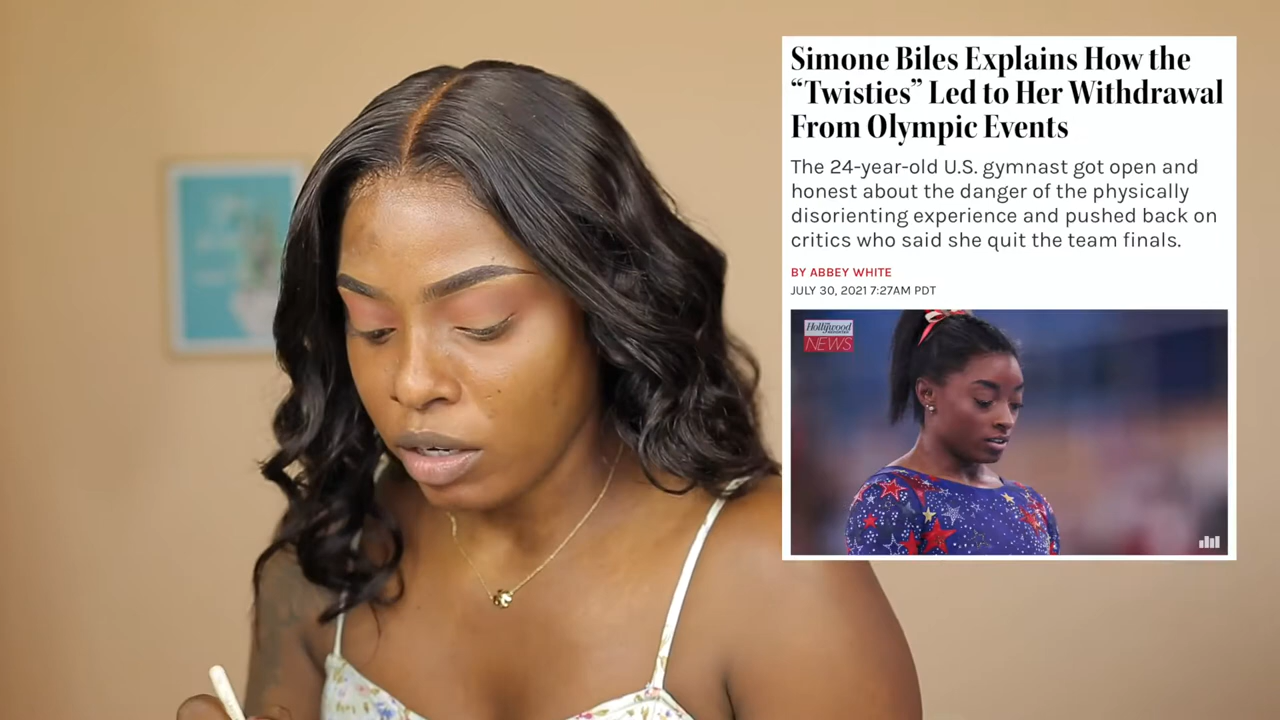 Simone Biles Explains How the
“Twisties” Led to Her Withdrawal
From Olympic Events
The 24-year-old U.S. gymnast got open and
honest about the danger of the physically
disorienting experience and pushed back on
critics who said she quit the team finals.
BY ABBEY WHITE
JULY 30, 2021 7:27AM PDT
Hollywood
NEWS